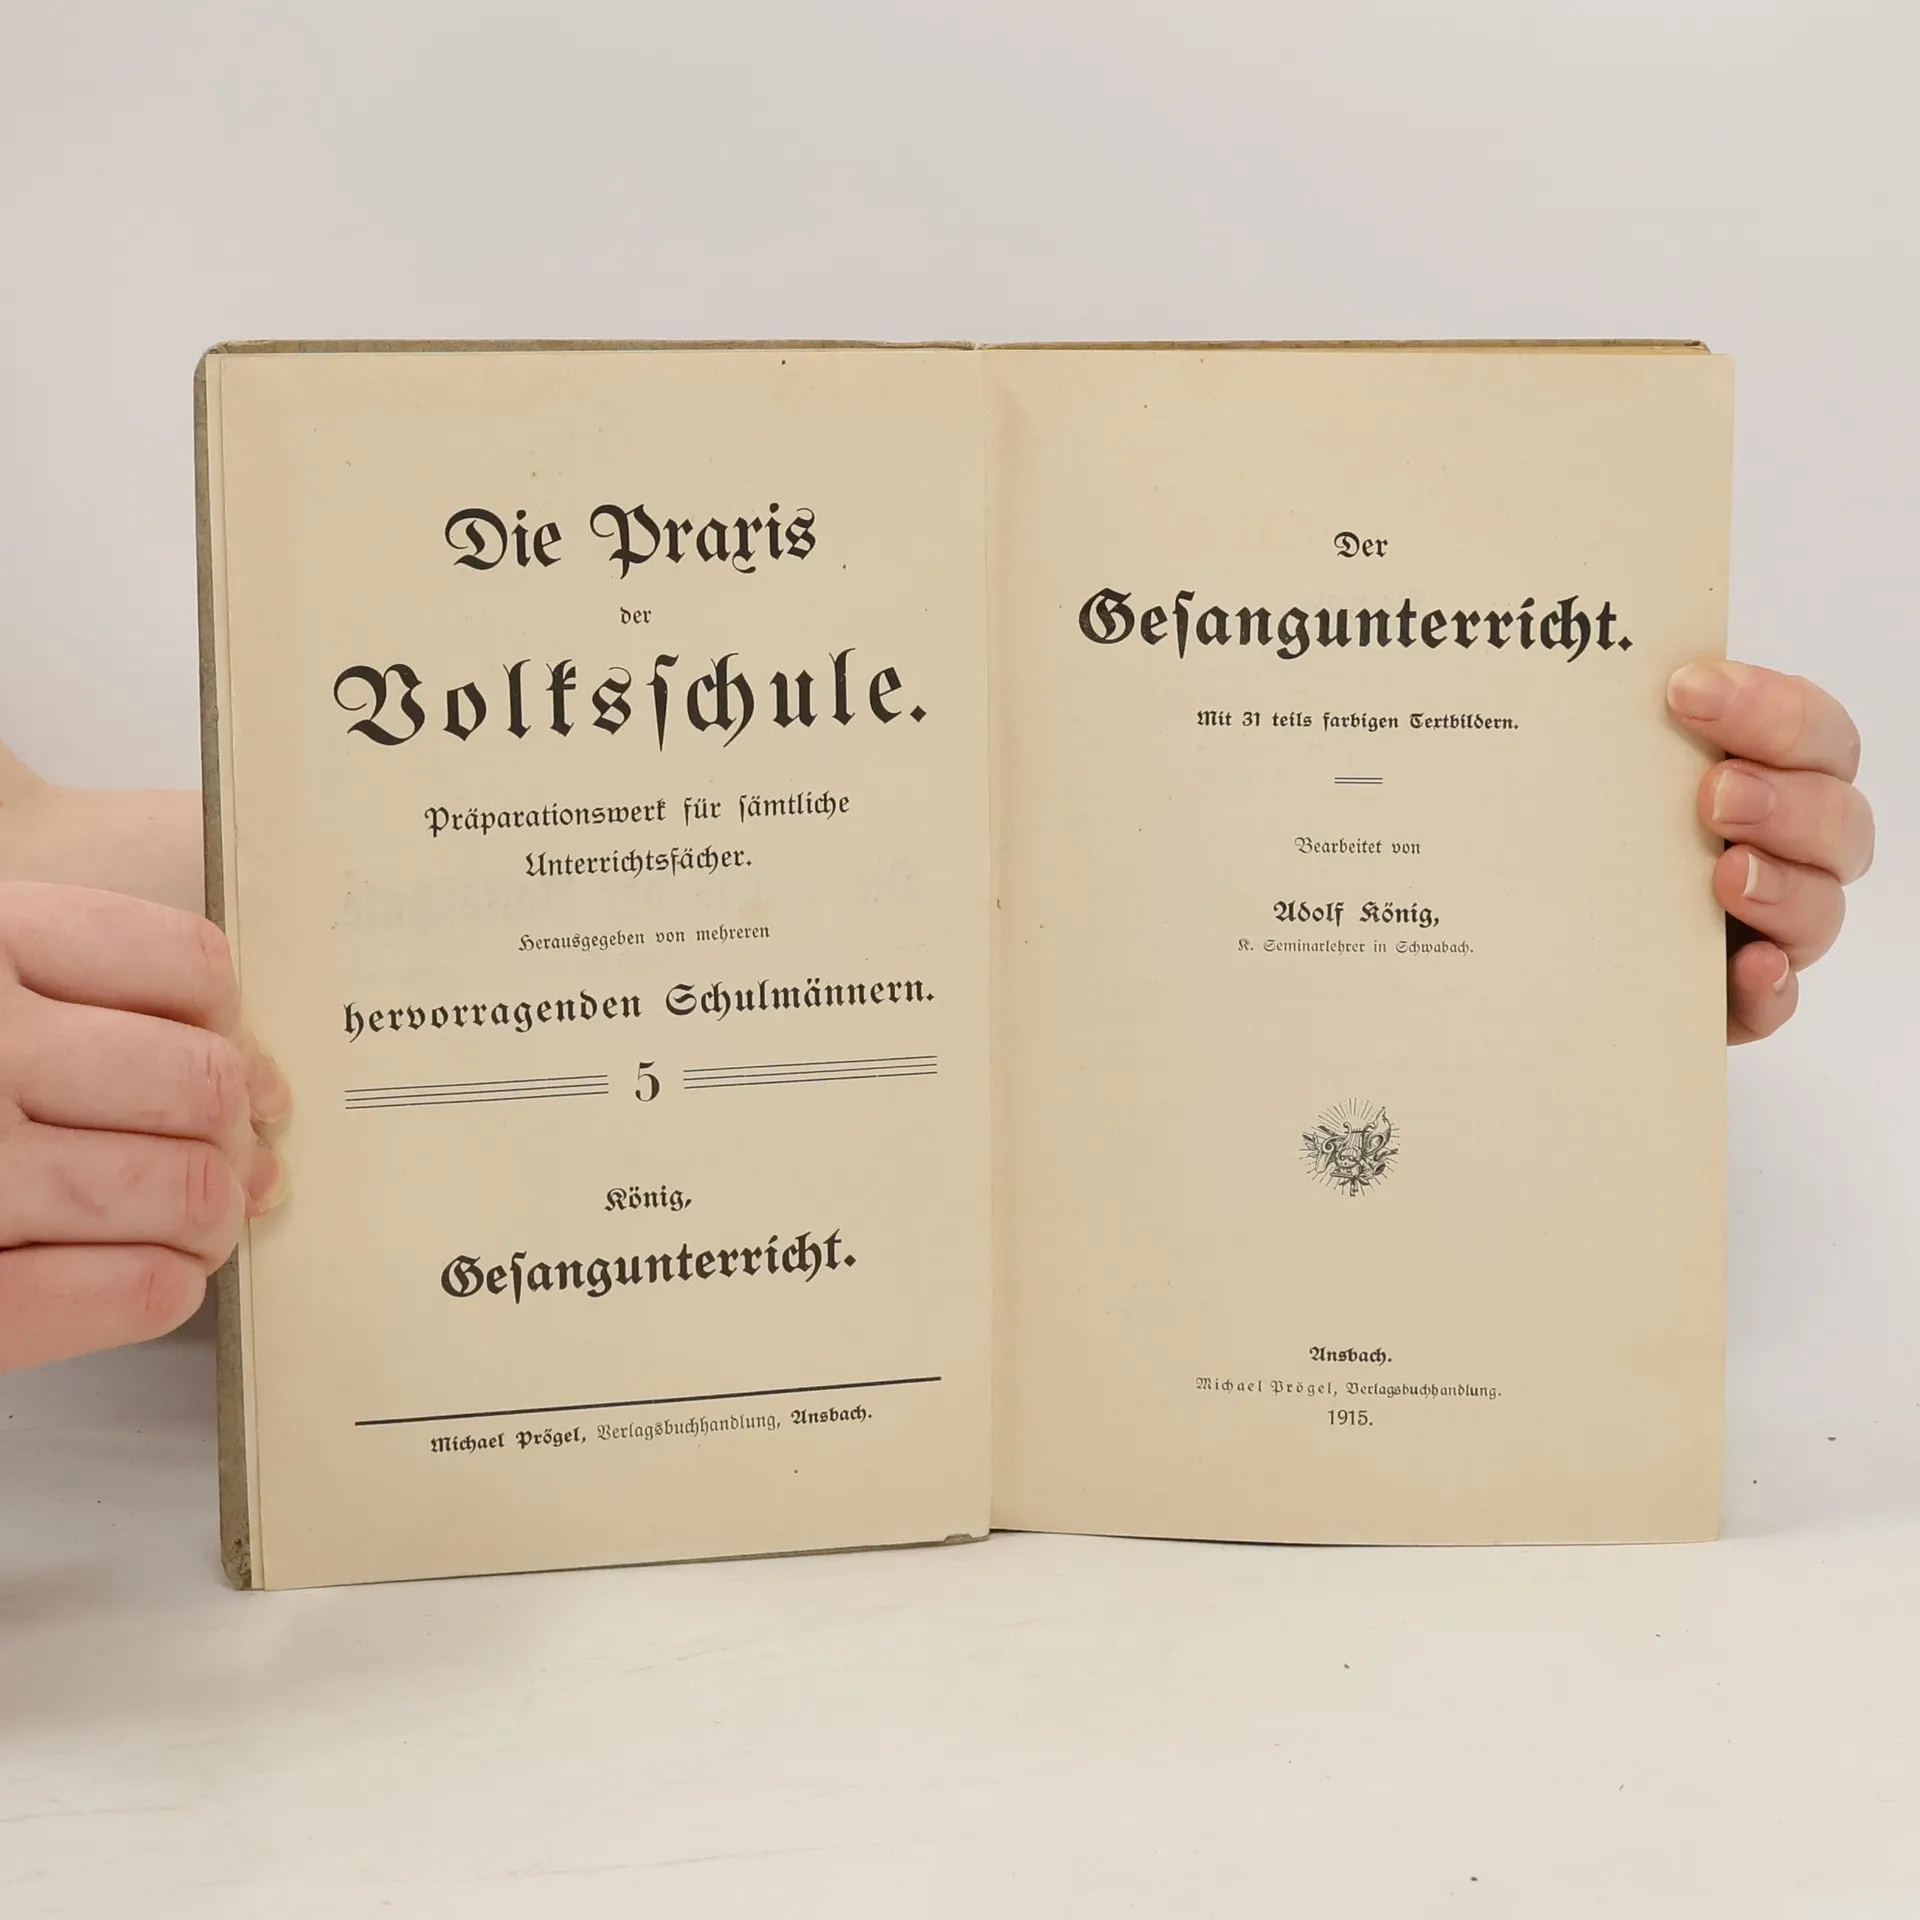 Die Praxis
der
Volksſchule.
Präparationswerk für ſämtliche
Unterrichtsfächer.
Herausgegeben von mehreren
hervorragenden Schulmännern.
5
König,
Geſangunterricht.
Michael Prögel, Verlagsbuchhandlung, Ansbach.
Der
Geſangunterricht.
Mit 31 teils farbigen Textbildern.
Bearbeitet von
Adolf König,
K. Seminarlehrer in Schwabach.
Ansbach.
Michael Prögel, Verlagsbuchhandlung.
1915.